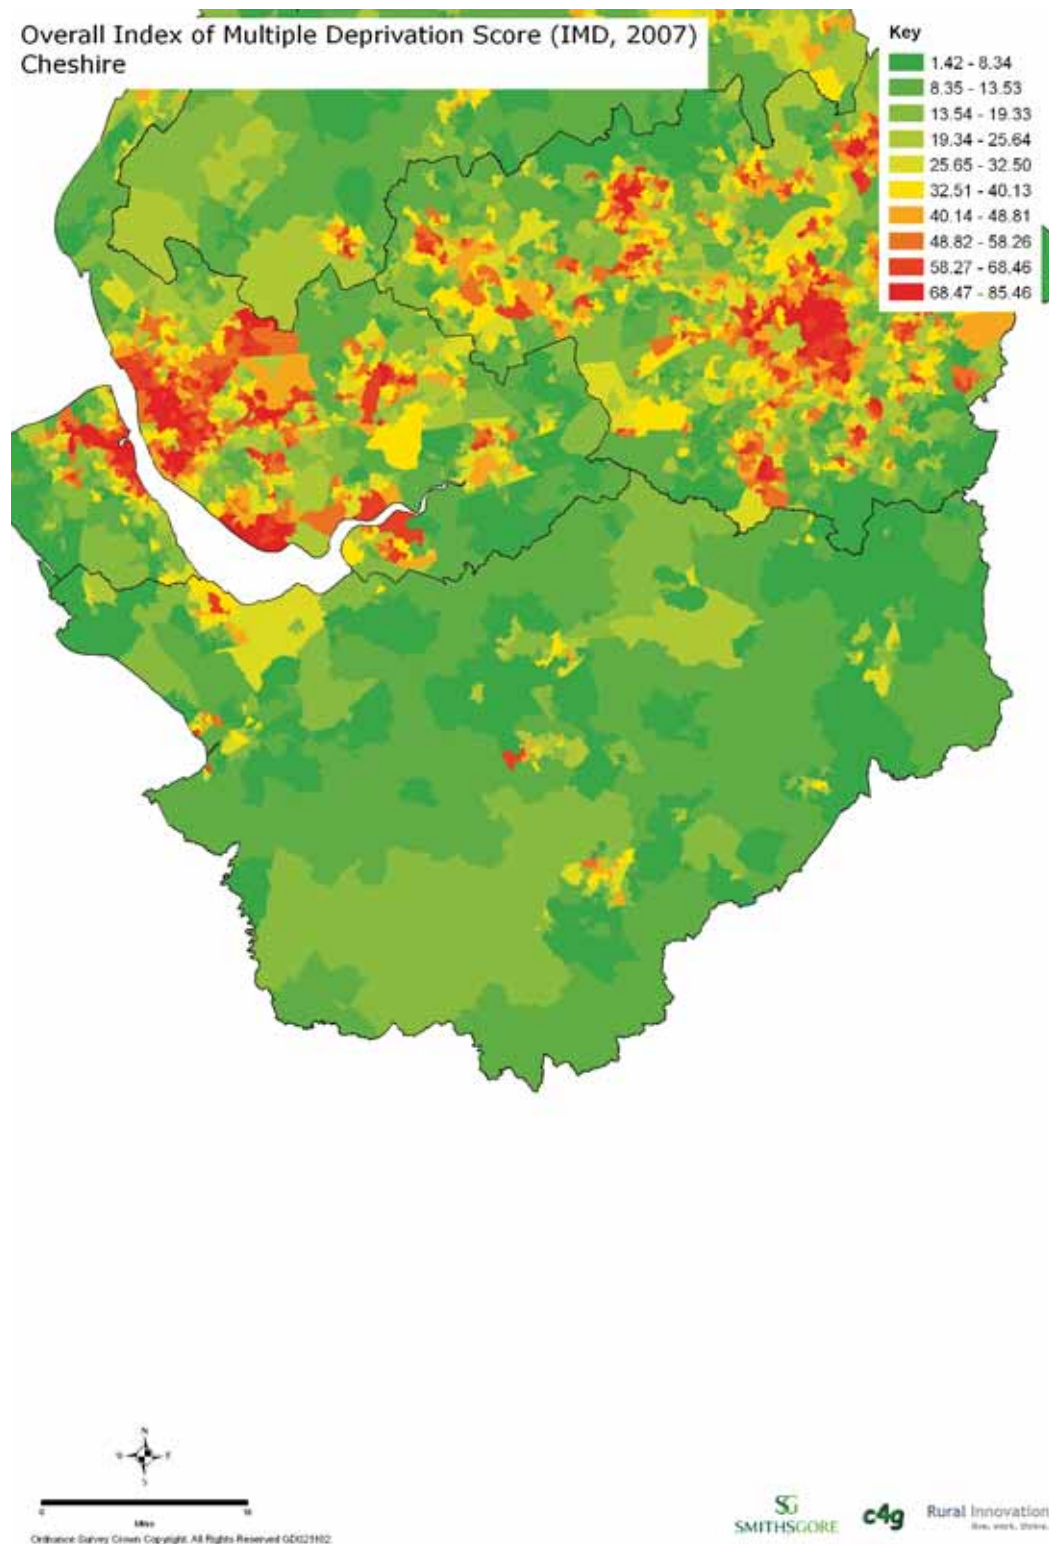 Overall Index of Multiple Deprivation Score (IMD, 2007)
Cheshire
Key
1.42 - 8.34
8.35 - 13.53
13.54 - 19.33
19.34 - 25.64
25.65 - 32.50
32.51 - 40.13
40.14 - 48.81
48.82 - 58.26
58.27 - 68.46
68.47 - 85.46
N
S
0
Miles
Ordnance Survey Crown Copyright. All Rights Reserved
SG
SMITHSGORE
c4g
Rural Innovation